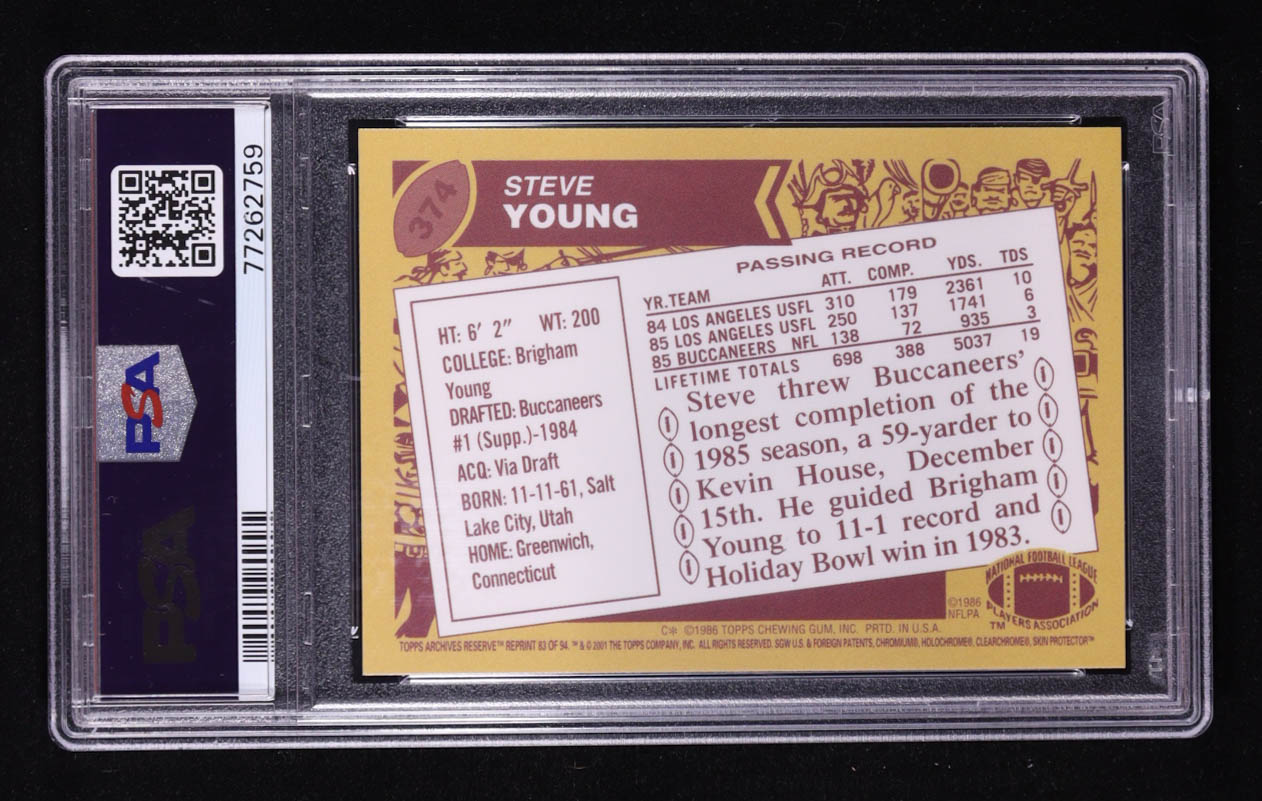 77262759
PSA
PSA
374
STEVE
YOUNG
HT: 6' 2" WT: 200
COLLEGE: Brigham
Young
DRAFTED: Buccaneers
#1 (Supp.)-1984
ACQ: Via Draft
BORN: 11-11-61, Salt
Lake City, Utah
HOME: Greenwich,
Connecticut
PASSING RECORD
YR. TEAM ATT. COMP. YDS. TDS
84 LOS ANGELES USFL 310 179 2361 10
85 LOS ANGELES USFL 250 137 1741 6
85 BUCCANEERS NFL 138 72 935 3
LIFETIME TOTALS 698 388 5037 19
Steve threw Buccaneers'
longest completion of the
1985 season, a 59-yarder to
Kevin House, December
15th. He guided Brigham
Young to 11-1 record and
Holiday Bowl win in 1983.
©1986
NFLPA
NATIONAL FOOTBALL LEAGUE
PLAYERS ASSOCIATION
TM
C* ©1986 TOPPS CHEWING GUM, INC. PRTD. IN U.S.A.
TOPPS ARCHIVES RESERVE™ REPRINT 83 OF 94. ™ & © 2001 THE TOPPS COMPANY, INC. ALL RIGHTS RESERVED. SGW U.S. & FOREIGN PATENTS, CHROMIUM®, HOLOCHROME®, CLEARCHROME®, SKIN PROTECTOR™